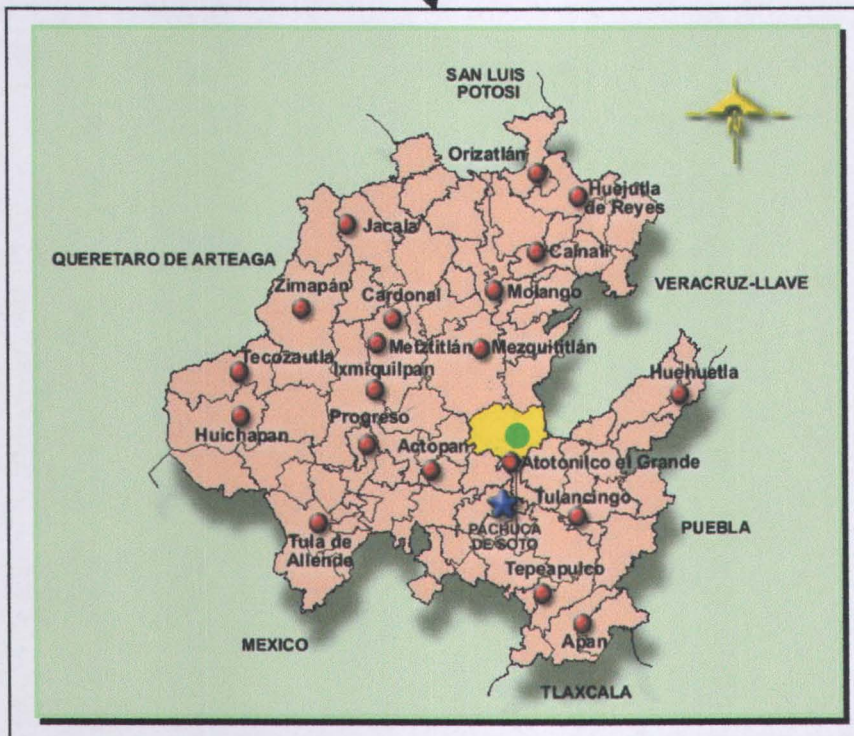 SAN LUIS
POTOSI
Orizatlán
Huejutla
de Reyes
Jacala
Calnali
QUERETARO DE ARTEAGA
Zimapán
Cardonal
Molango
VERACRUZ-LLAVE
Metztitlán
Mezquititlán
Tecozautla
Ixmiquilpan
Huehuetla
Huichapan
Progreso
Actopan
Atotonilco el Grande
Tulancingo
PACHUCA
DE SOTO
PUEBLA
Tula de
Allende
Tepeapulco
MEXICO
Apan
TLAXCALA
N